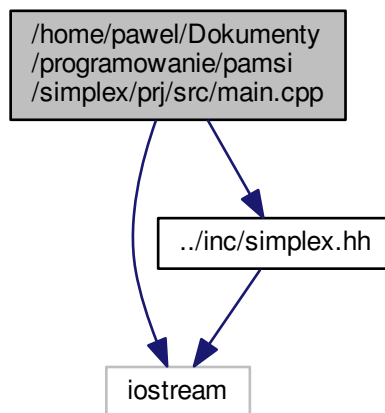 /home/pawel/Dokumenty
/programowanie/pamsi
/simplex/prj/src/main.cpp
../inc/simplex.hh
iostream